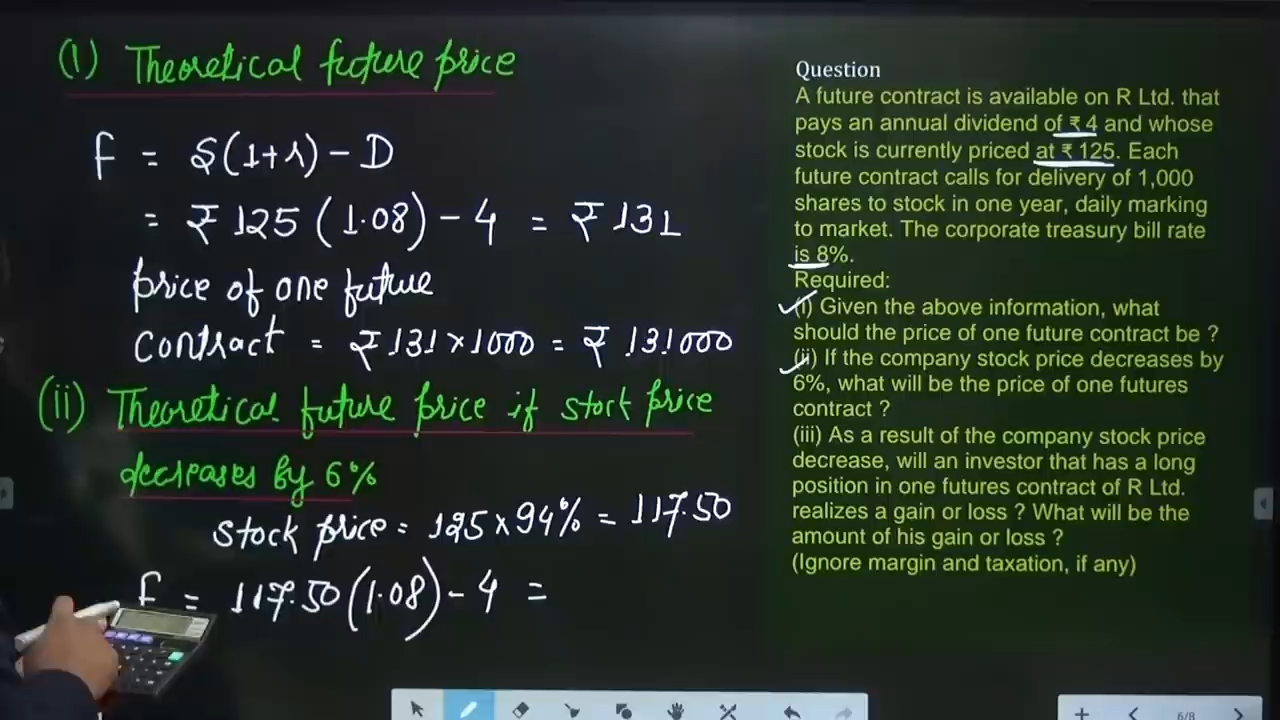 (i) Theoretical future price
F = S(1+r) - D
= ₹ 125 (1.08) - 4 = ₹ 131
price of one future
contract = ₹ 131 × 1000 = ₹ 131000
(ii) Theoretical future price if stock price
decreases by 6%
stock price = 125 × 94% = 117.50
F = 117.50 (1.08) - 4 =
Question
A future contract is available on R Ltd. that
pays an annual dividend of ₹ 4 and whose
stock is currently priced at ₹ 125. Each
future contract calls for delivery of 1,000
shares to stock in one year, daily marking
to market. The corporate treasury bill rate
is 8%.
Required:
(i) Given the above information, what
should the price of one future contract be ?
(ii) If the company stock price decreases by
6%, what will be the price of one futures
contract ?
(iii) As a result of the company stock price
decrease, will an investor that has a long
position in one futures contract of R Ltd.
realizes a gain or loss ? What will be the
amount of his gain or loss ?
(Ignore margin and taxation, if any)
6/8